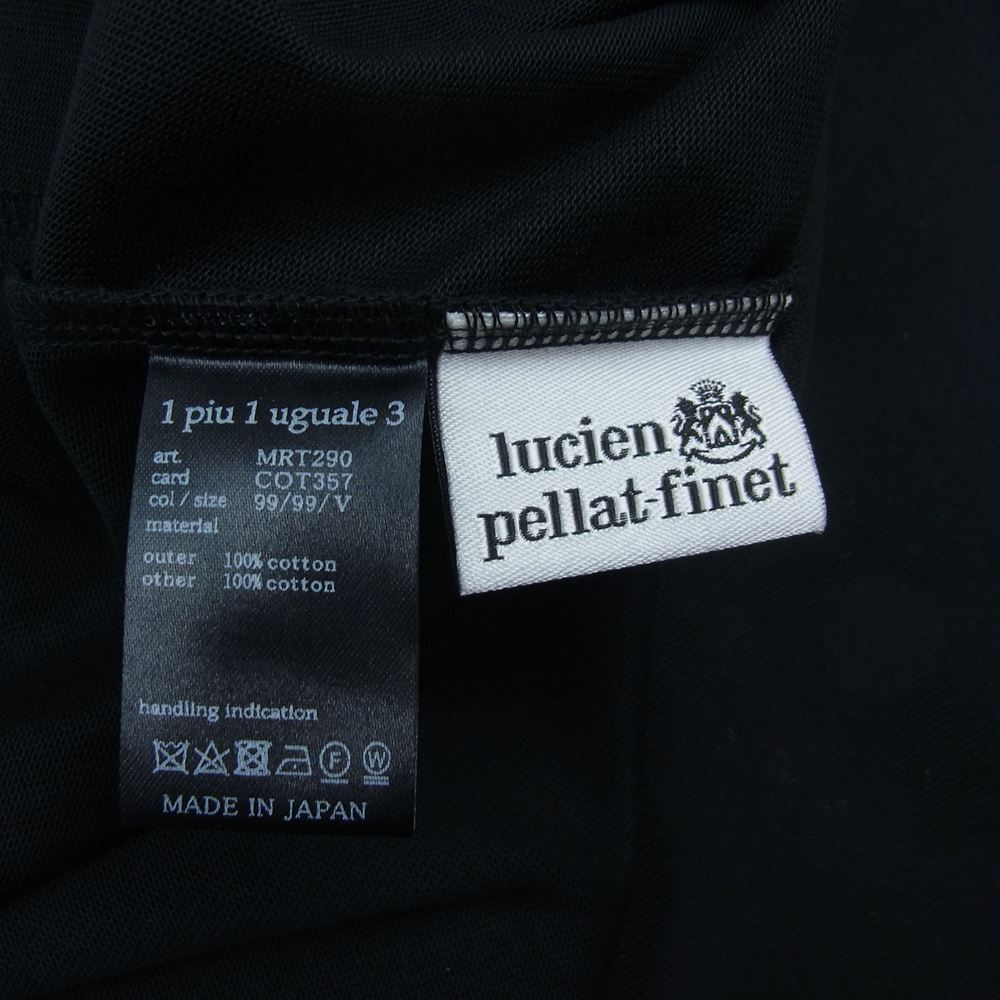 1 piu 1 uguale 3
art. MRT290
card COT357
col / size 99/99/V
material
outer 100% cotton
other 100% cotton
handling indication
F W
MADE IN JAPAN
lucien
pellat-finet